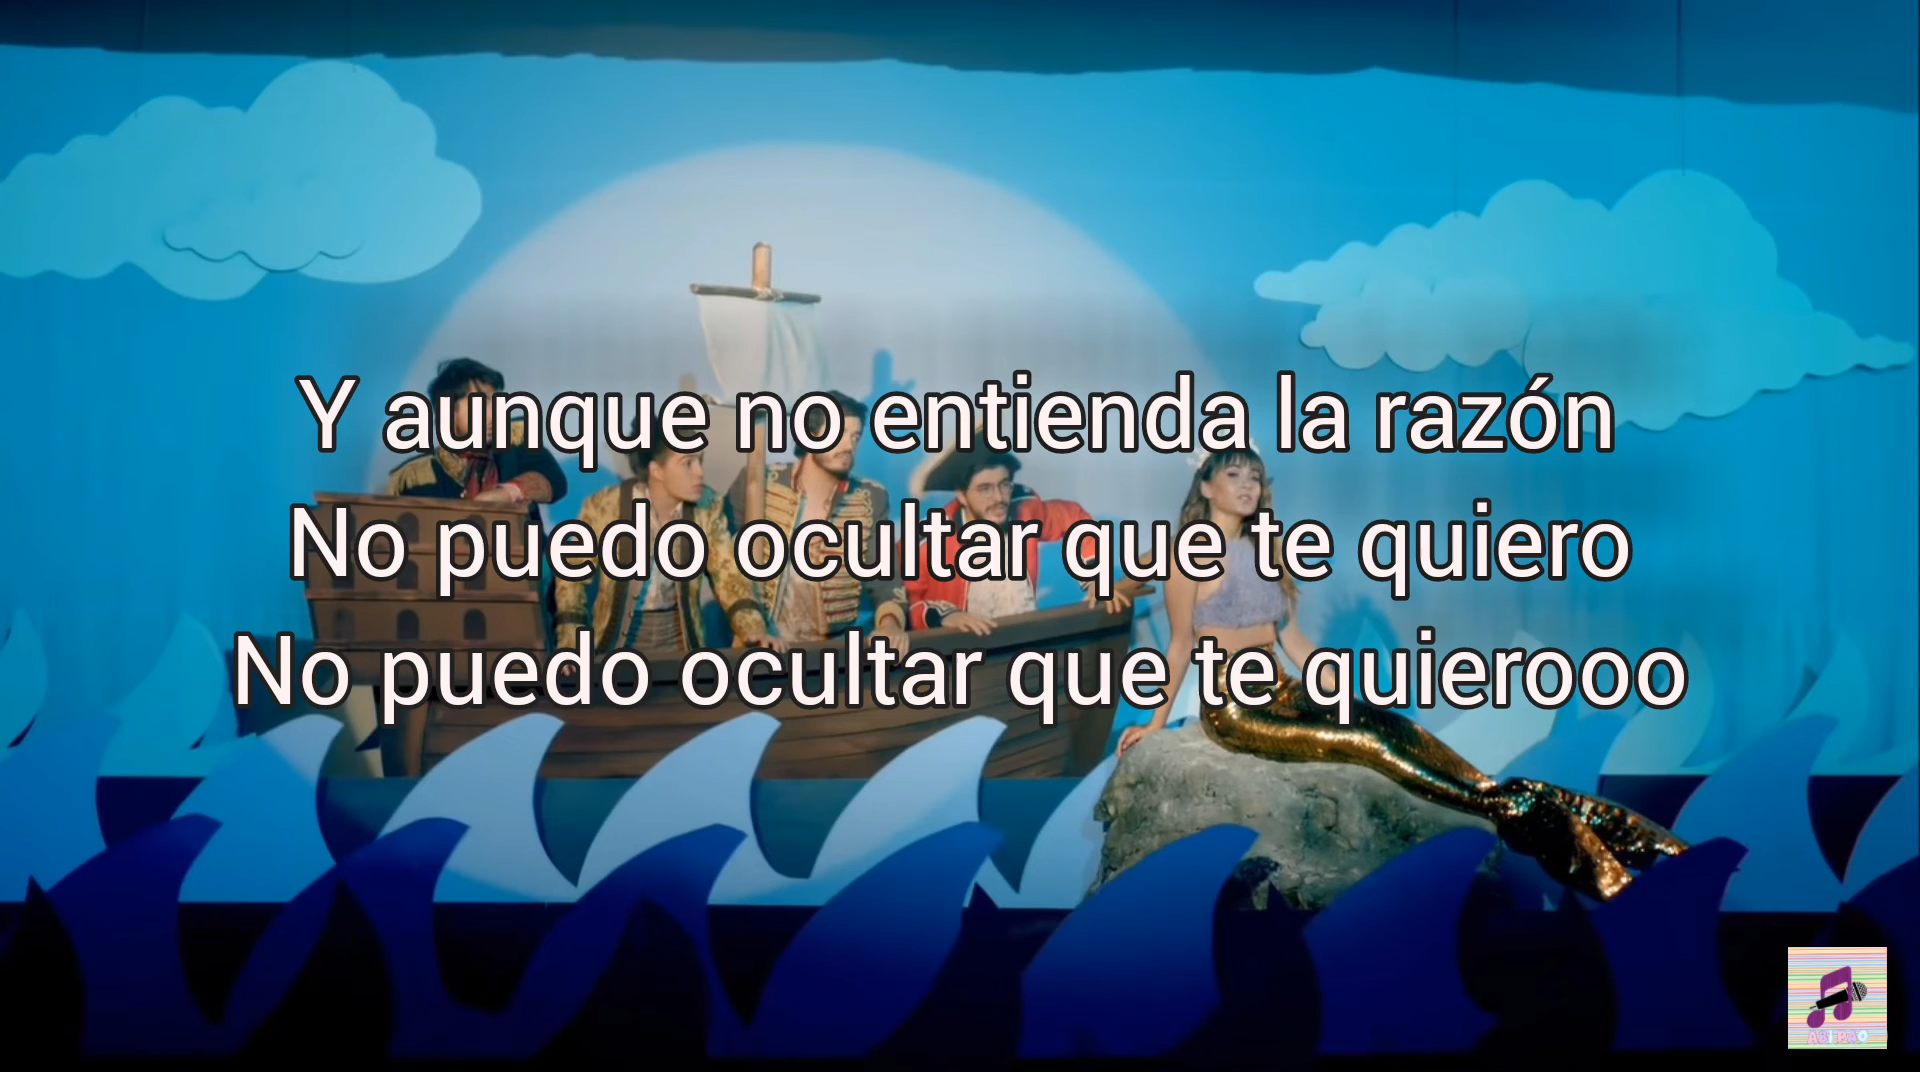 Y aunque no entienda la razón
No puedo ocultar que te quiero
No puedo ocultar que te quierooo